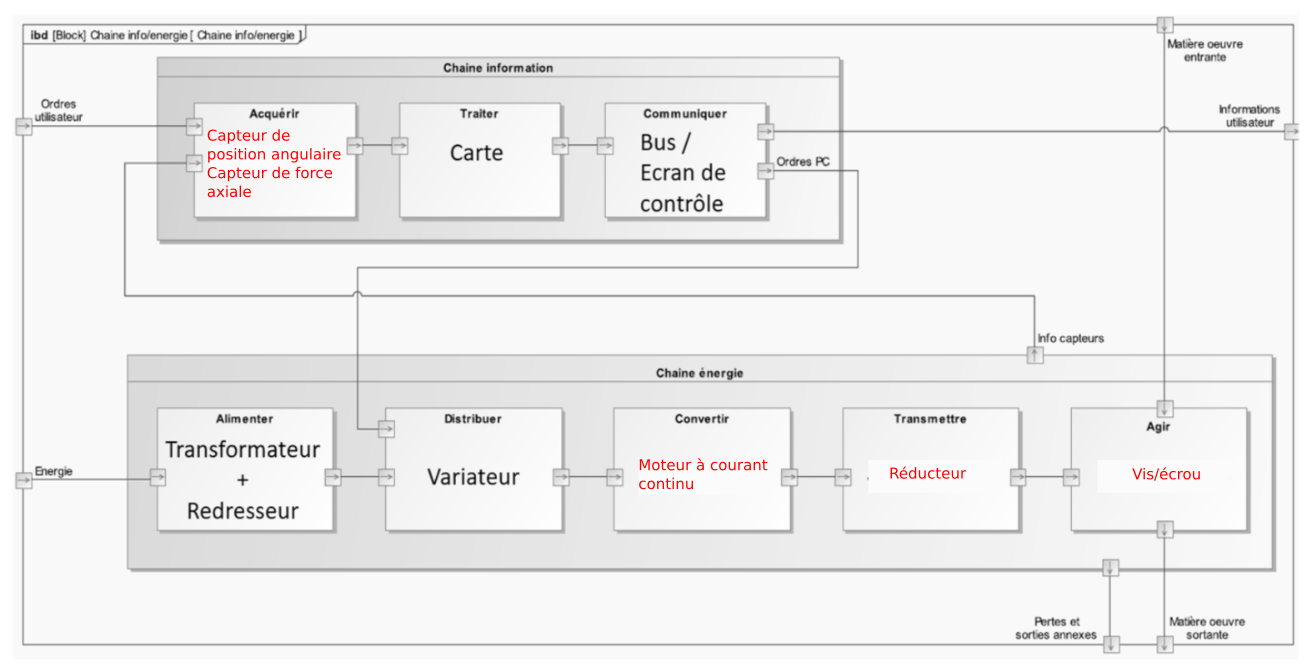 ibd [Block] Chaine info/energie [ Chaine info/energie ]
Matière oeuvre
entrante
Chaine information
Ordres
utilisateur
Acquérir
Capteur de
position angulaire
Capteur de force
axiale
Traiter
Carte
Communiquer
Bus /
Ecran de
contrôle
Informations
utilisateur
Ordres PC
Info capteurs
Chaine énergie
Energie
Alimenter
Transformateur
+
Redresseur
Distribuer
Variateur
Convertir
Moteur à courant
continu
Transmettre
Réducteur
Agir
Vis/écrou
Pertes et
sorties annexes
Matière oeuvre
sortante